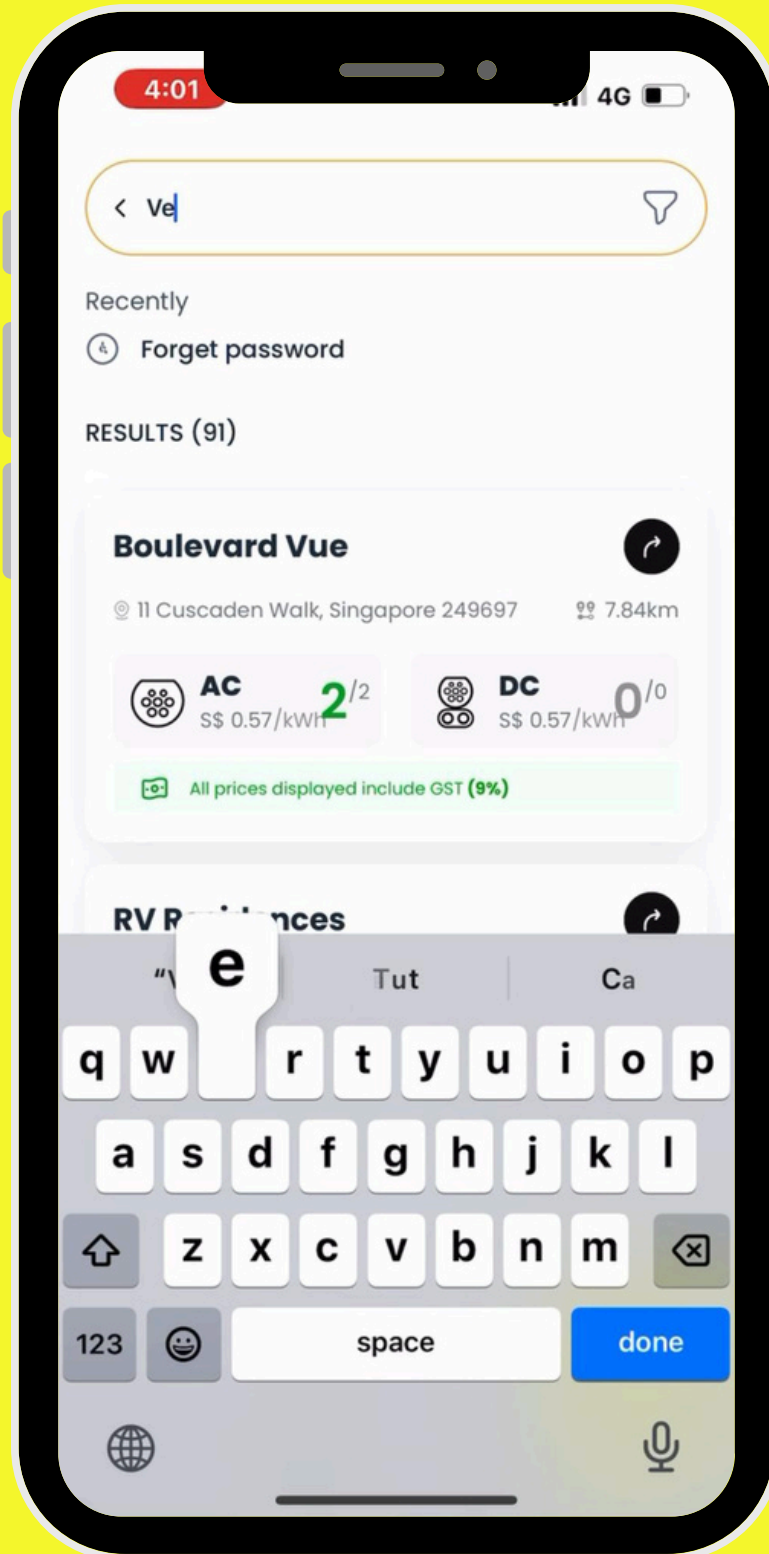 4:01
4G
Ve
Recently
Forget password
RESULTS (91)
Boulevard Vue
11 Cuscaden Walk, Singapore 249697 7.84km
AC 2/2 DC 0/0
S$ 0.57/kWh S$ 0.57/kWh
All prices displayed include GST (9%)
RV
e
Tut Ca
q w r t y u i o p
a s d f g h j k l
z x c v b n m
123 space done